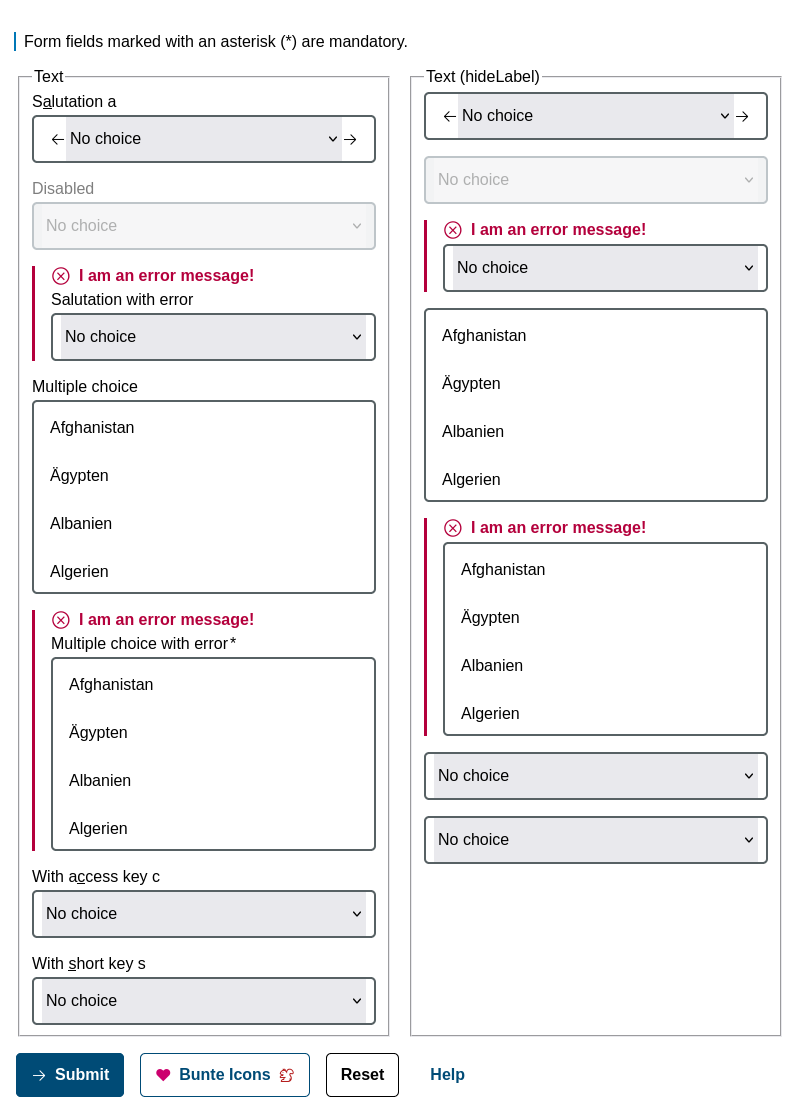 Form fields marked with an asterisk (*) are mandatory.
Text
Salutation a
No choice
Disabled
No choice
I am an error message!
Salutation with error
No choice
Multiple choice
Afghanistan
Ägypten
Albanien
Algerien
I am an error message!
Multiple choice with error*
Afghanistan
Ägypten
Albanien
Algerien
With access key c
No choice
With short key s
No choice
Text (hideLabel)
No choice
No choice
I am an error message!
No choice
Afghanistan
Ägypten
Albanien
Algerien
I am an error message!
Afghanistan
Ägypten
Albanien
Algerien
No choice
No choice
Submit
Bunte Icons
Reset
Help